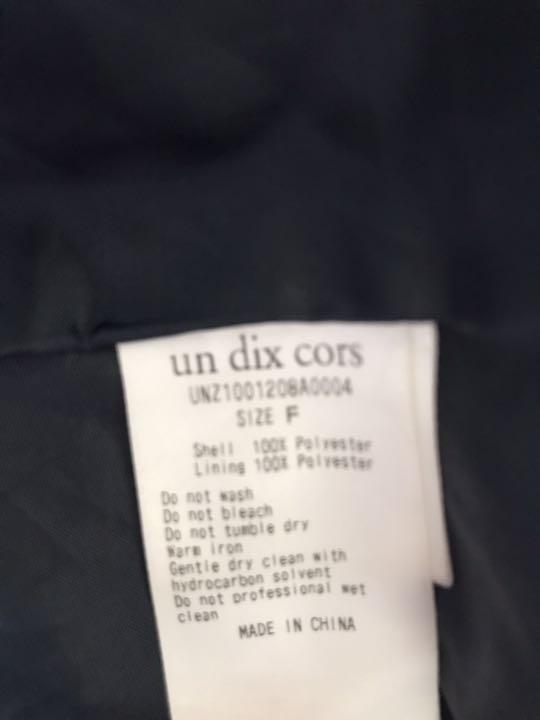 un dix cors
UNZ1001208A0004
SIZE F
Shell 100% Polyester
Lining 100% Polyester
Do not wash
Do not bleach
Do not tumble dry
Warm iron
Gentle dry clean with
hydrocarbon solvent
Do not professional wet
clean
MADE IN CHINA